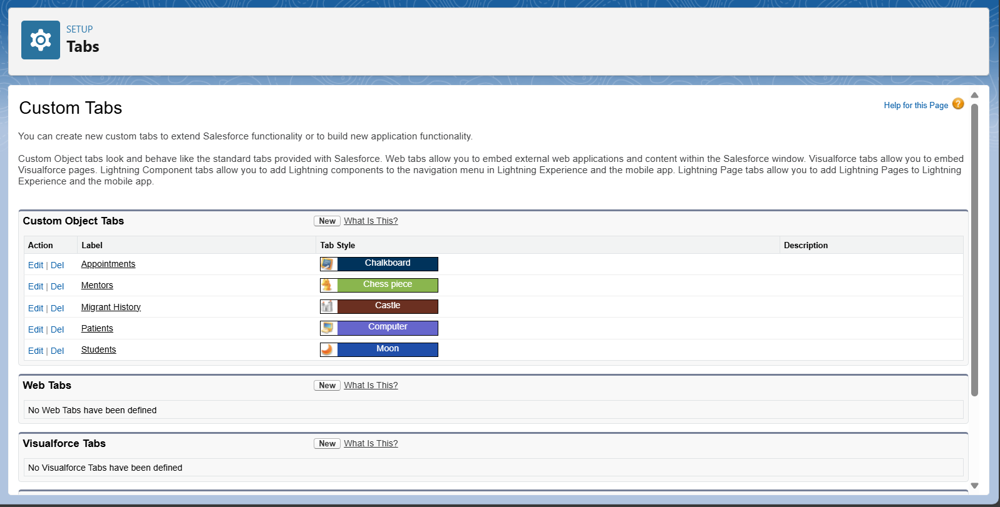 SETUP
Tabs
Custom Tabs
Help for this Page ?
You can create new custom tabs to extend Salesforce functionality or to build new application functionality.
Custom Object tabs look and behave like the standard tabs provided with Salesforce. Web tabs allow you to embed external web applications and content within the Salesforce window. Visualforce tabs allow you to embed
Visualforce pages. Lightning Component tabs allow you to add Lightning components to the navigation menu in Lightning Experience and the mobile app. Lightning Page tabs allow you to add Lightning Pages to Lightning
Experience and the mobile app.
Custom Object Tabs New What Is This?
Action Label Tab Style Description
Edit | Del Appointments Chalkboard
Edit | Del Mentors Chess piece
Edit | Del Migrant History Castle
Edit | Del Patients Computer
Edit | Del Students Moon
Web Tabs New What Is This?
No Web Tabs have been defined
Visualforce Tabs New What Is This?
No Visualforce Tabs have been defined